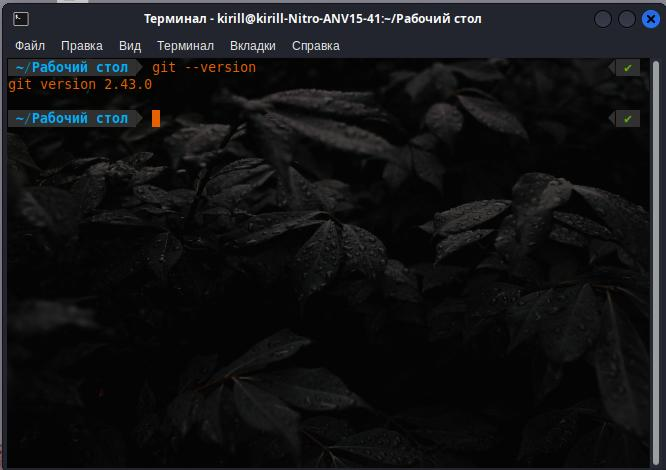 Терминал - kirill@kirill-Nitro-ANV15-41:~/Рабочий стол
Файл Правка Вид Терминал Вкладки Справка
~/Рабочий стол git --version ✔
git version 2.43.0
~/Рабочий стол ✔